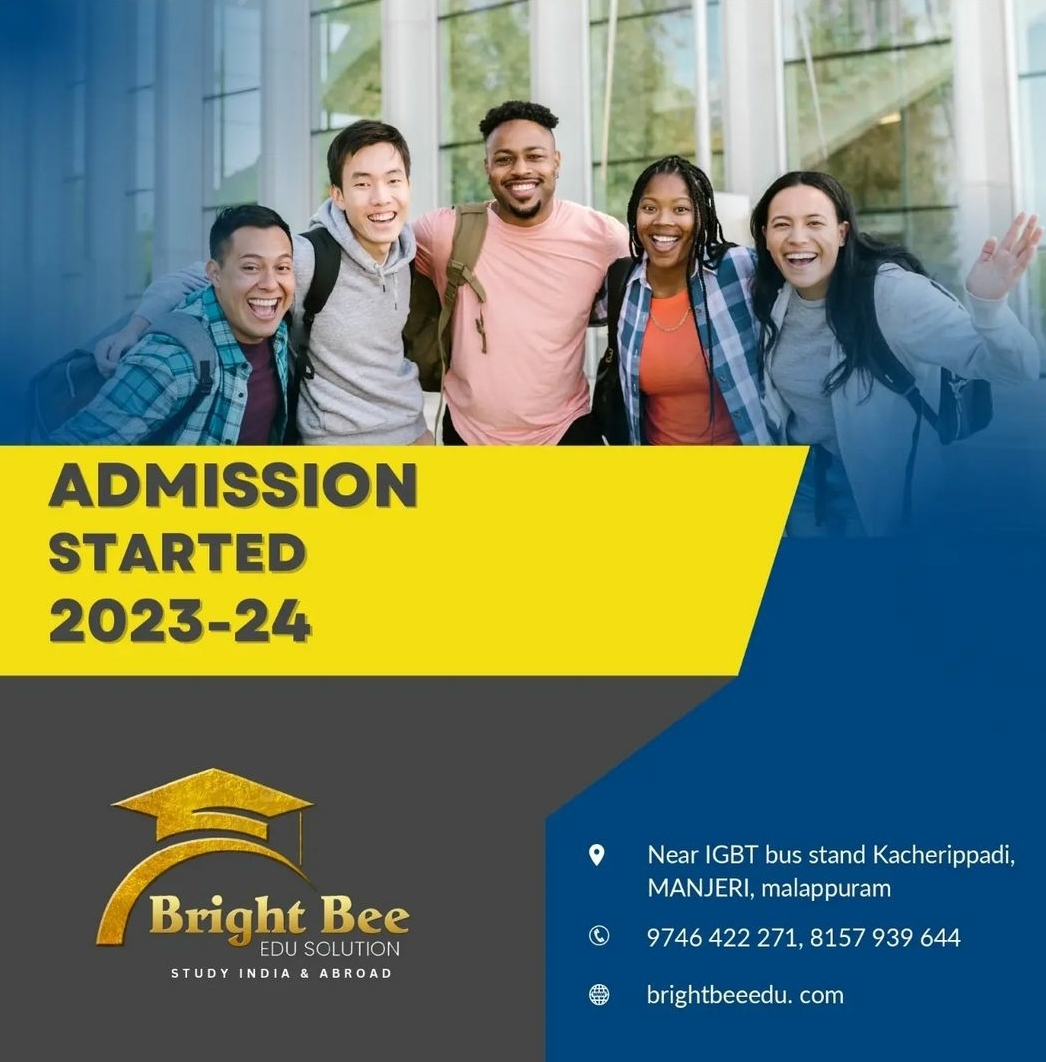 ADMISSION
STARTED
2023-24
Bright Bee
EDU SOLUTION
STUDY INDIA & ABROAD
Near IGBT bus stand Kacherippadi,
MANJERI, malappuram
9746 422 271, 8157 939 644
brightbeeedu. com